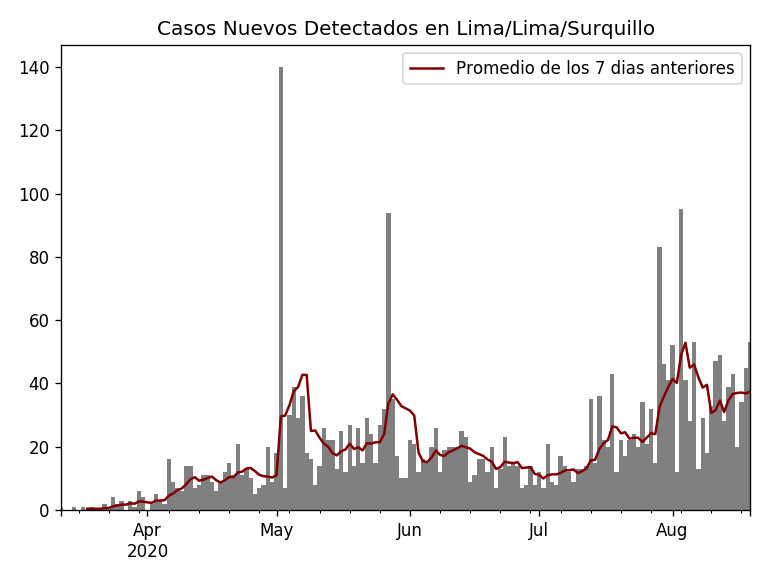 Casos Nuevos Detectados en Lima/Lima/Surquillo
Promedio de los 7 dias anteriores
140
120
100
80
60
40
20
0
Apr
2020
May
Jun
Jul
Aug